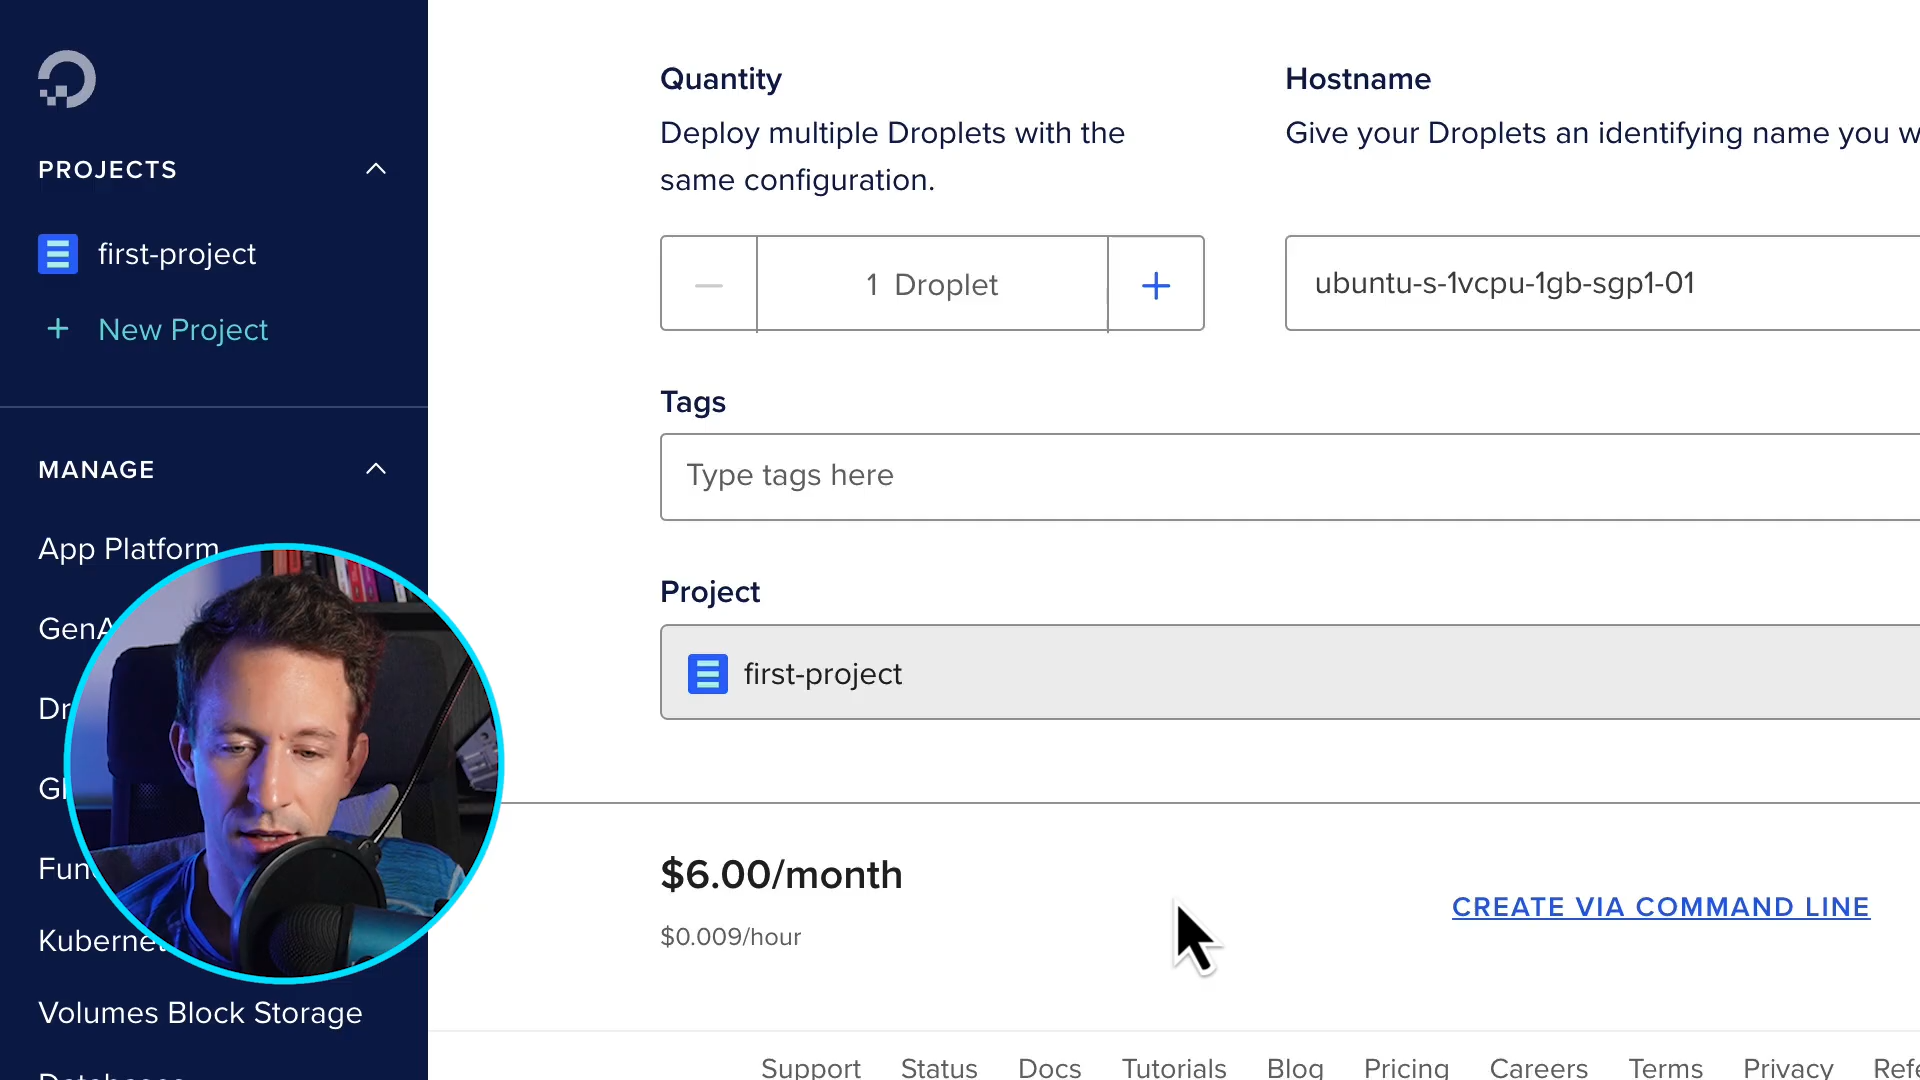 PROJECTS
first-project
+ New Project
MANAGE
App Platform
Volumes Block Storage
Quantity
Deploy multiple Droplets with the
same configuration.
1 Droplet
Hostname
Give your Droplets an identifying name you w
ubuntu-s-1vcpu-1gb-sgp1-01
Tags
Type tags here
Project
first-project
$6.00/month
$0.009/hour
CREATE VIA COMMAND LINE
Support Status Docs Tutorials Blog Pricing Careers Terms Privacy Refe